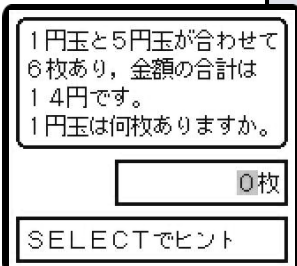 1円玉と5円玉が合わせて
6枚あり，金額の合計は
14円です。
1円玉は何枚ありますか。
0枚
SELECTでヒント